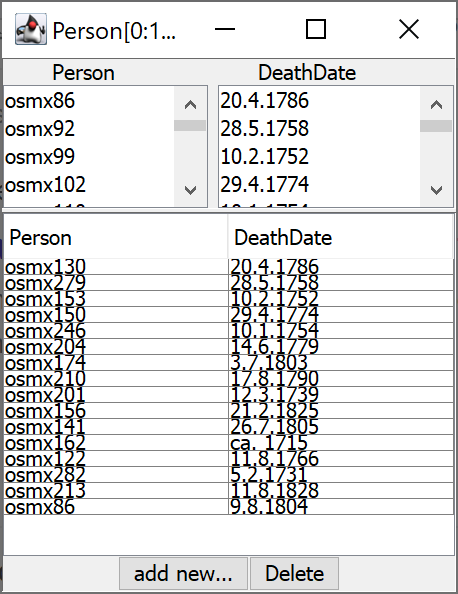 Person[0:1...
Person DeathDate
osmx86 20.4.1786
osmx92 28.5.1758
osmx99 10.2.1752
osmx102 29.4.1774
Person DeathDate
osmx130 20.4.1786
osmx279 28.5.1758
osmx153 10.2.1752
osmx150 29.4.1774
osmx246 10.1.1754
osmx204 14.6.1779
osmx174 3.7.1803
osmx210 17.8.1790
osmx201 12.3.1739
osmx156 21.2.1825
osmx141 26.7.1805
osmx162 ca. 1715
osmx122 11.8.1766
osmx282 5.2.1731
osmx213 11.8.1828
osmx86 9.8.1804
add new... Delete